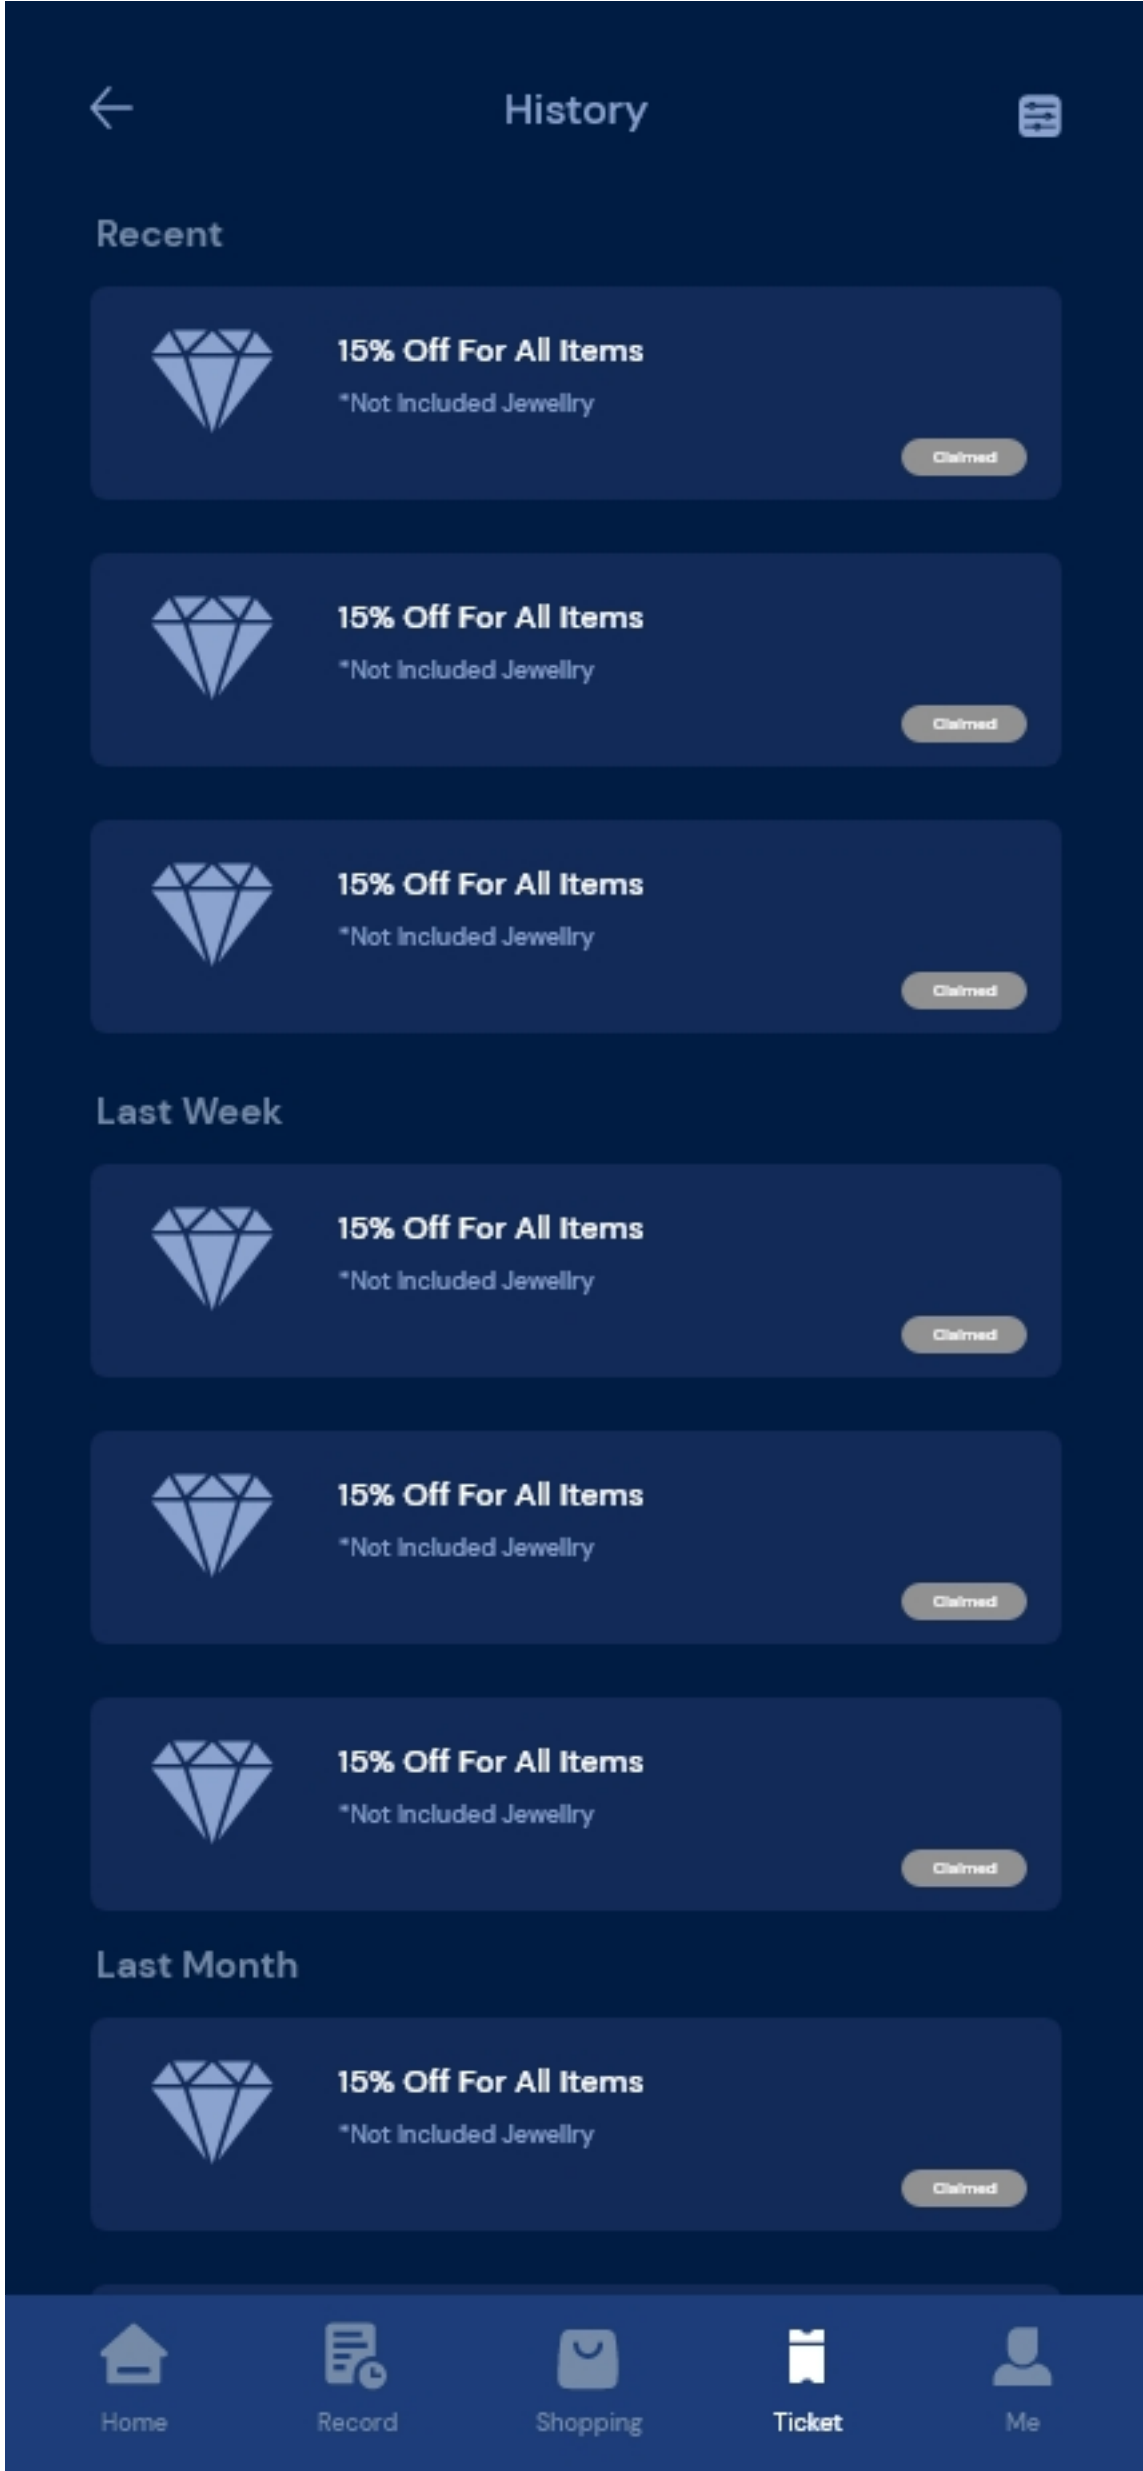 History
Recent
15% Off For All Items
*Not Included Jewellry
Claimed
15% Off For All Items
*Not Included Jewellry
Claimed
15% Off For All Items
*Not Included Jewellry
Claimed
Last Week
15% Off For All Items
*Not Included Jewellry
Claimed
15% Off For All Items
*Not Included Jewellry
Claimed
15% Off For All Items
*Not Included Jewellry
Claimed
Last Month
15% Off For All Items
*Not Included Jewellry
Claimed
Home
Record
Shopping
Ticket
Me